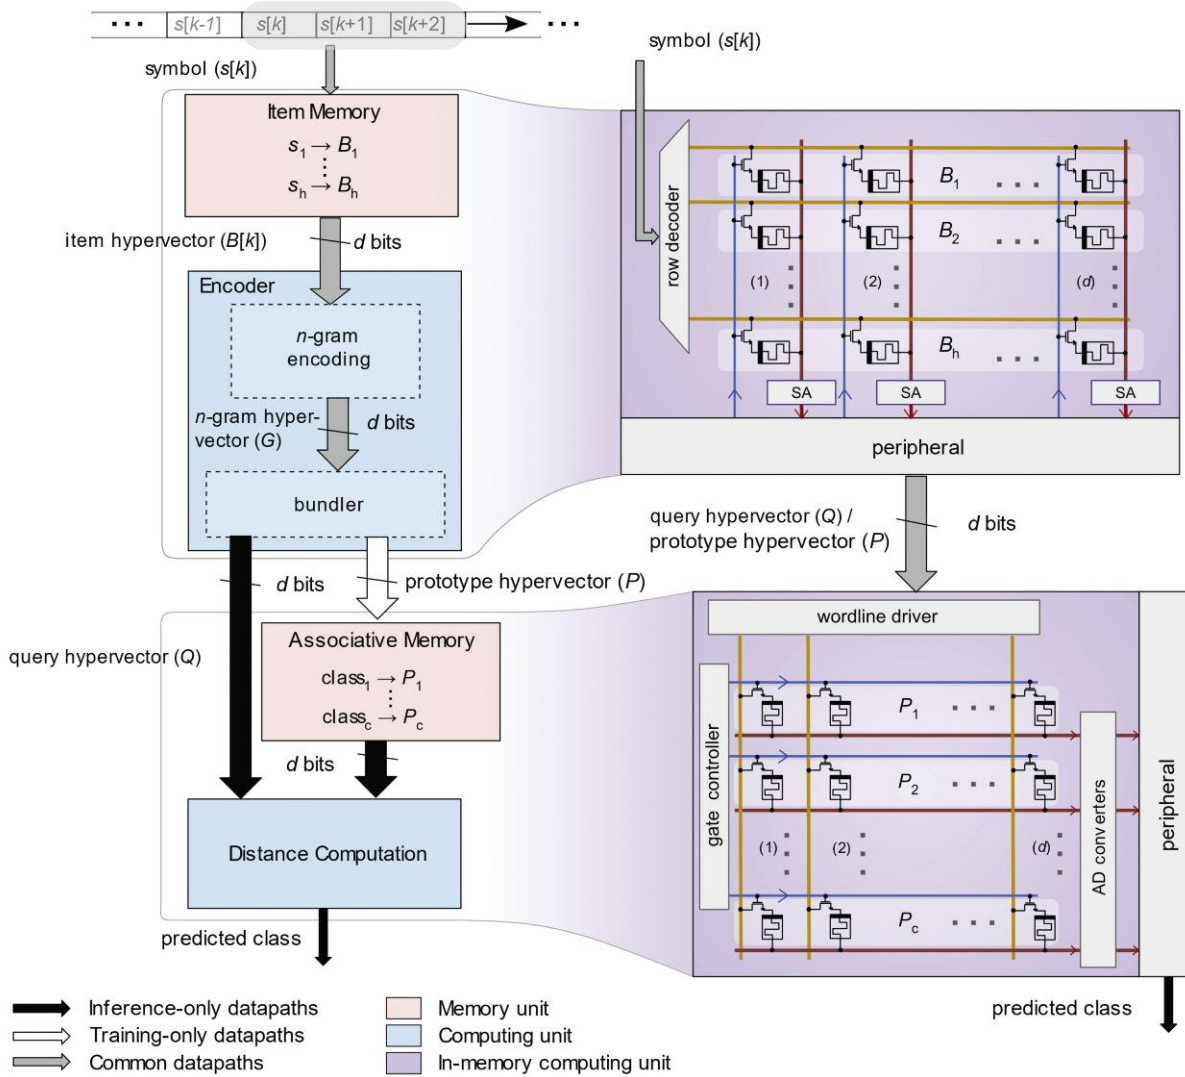 ••• s[k-1] s[k] s[k+1] s[k+2] •••
symbol (s[k])
Item Memory
s₁ → B₁
⋮
sₕ → Bₕ
item hypervector (B[k])
d bits
Encoder
n-gram
encoding
n-gram hyper-
vector (G)
d bits
bundler
d bits
prototype hypervector (P)
query hypervector (Q)
Associative Memory
class₁ → P₁
⋮
class_c → P_c
d bits
Distance Computation
predicted class
symbol (s[k])
row decoder
B₁
B₂
(1) (2) (d)
Bₕ
SA SA SA
peripheral
query hypervector (Q) /
prototype hypervector (P)
d bits
wordline driver
gate controller
P₁
P₂
(1) (2) (d)
P_c
AD converters
peripheral
predicted class
Inference-only datapaths
Training-only datapaths
Common datapaths
Memory unit
Computing unit
In-memory computing unit